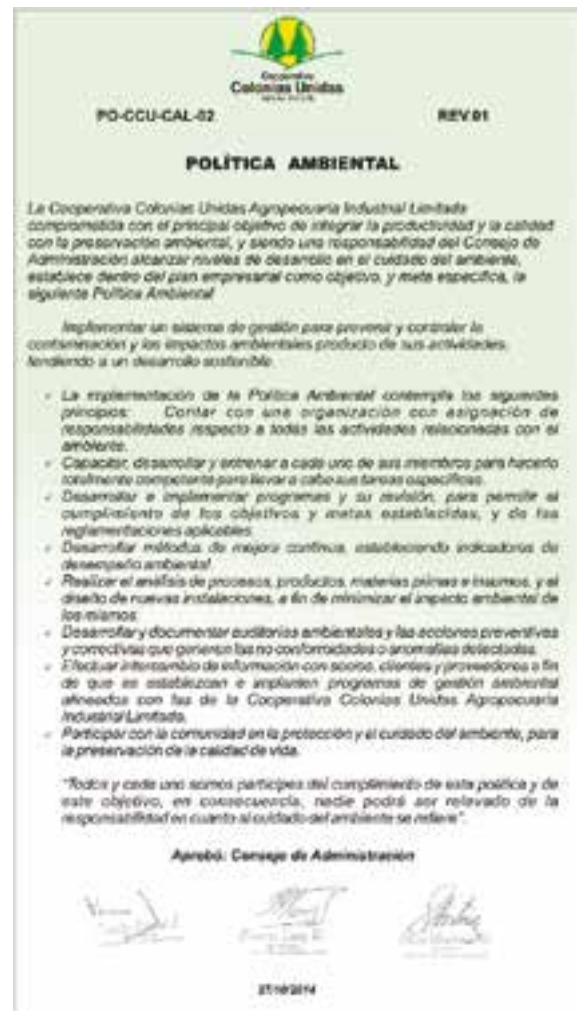 Cooperativa
Colonias Unidas
PO-CCU-CAL-02 REV.01
POLÍTICA AMBIENTAL
La Cooperativa Colonias Unidas Agropecuaria Industrial Limitada
comprometida con el principal objetivo de integrar la productividad y la calidad
con la preservación ambiental, y siendo una responsabilidad del Consejo de
Administración alcanzar niveles de desarrollo en el cuidado del ambiente,
establece dentro del plan empresarial como objetivo, y meta específica, la
siguiente Política Ambiental
Implementar un sistema de gestión para prevenir y controlar la
contaminación y los impactos ambientales producto de sus actividades,
tendiendo a un desarrollo sostenible.
La implementación de la Política Ambiental contempla los siguientes
principios: Contar con una organización con asignación de
responsabilidades respecto a todas las actividades relacionadas con el
ambiente.
Capacitar, desarrollar y entrenar a cada uno de sus miembros para hacerlo
totalmente competente para llevar a cabo sus tareas específicas.
Desarrollar e implementar programas y su revisión, para permitir el
cumplimiento de los objetivos y metas establecidas, y de las
reglamentaciones aplicables.
Desarrollar métodos de mejora continua, estableciendo indicadores de
desempeño ambiental.
Realizar el análisis de procesos, productos, materias primas e insumos, y el
diseño de nuevas instalaciones, a fin de minimizar el impacto ambiental de
los mismos.
Desarrollar y documentar auditorías ambientales y las acciones preventivas
y correctivas que generen las no conformidades o anomalías detectadas.
Efectuar intercambio de información con socios, clientes y proveedores a fin
de que se establezcan e implanten programas de gestión ambiental
alineados con las de la Cooperativa Colonias Unidas Agropecuaria
Industrial Limitada.
Participar con la comunidad en la protección y el cuidado del ambiente, para
la preservación de la calidad de vida.
"Todos y cada uno somos partícipes del cumplimiento de esta política y de
este objetivo, en consecuencia, nadie podrá ser relevado de la
responsabilidad en cuanto al cuidado del ambiente se refiere".
Aprobó: Consejo de Administración